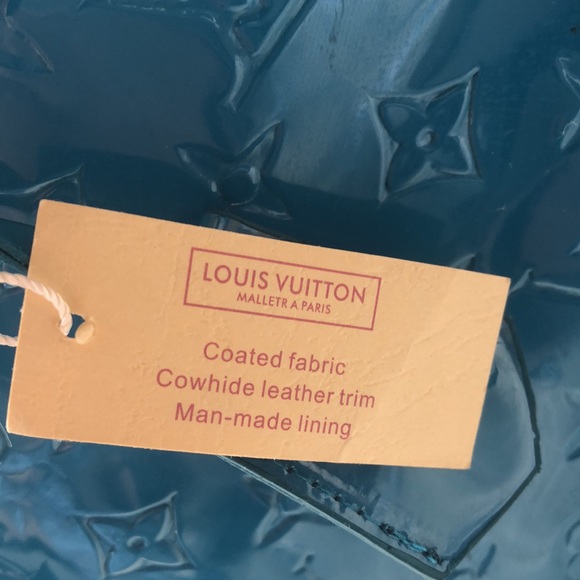 LOUIS VUITTON
MALLETR A PARIS
Coated fabric
Cowhide leather trim
Man-made lining